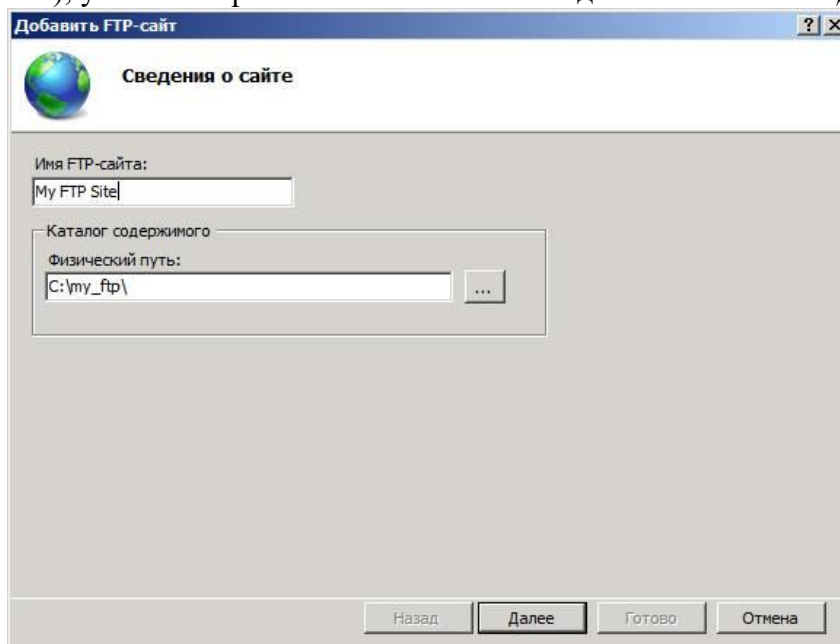 Добавить FTP-сайт
Сведения о сайте
Имя FTP-сайта:
My FTP Site
Каталог содержимого
Физический путь:
C:\my_ftp\
...
Назад Далее Готово Отмена